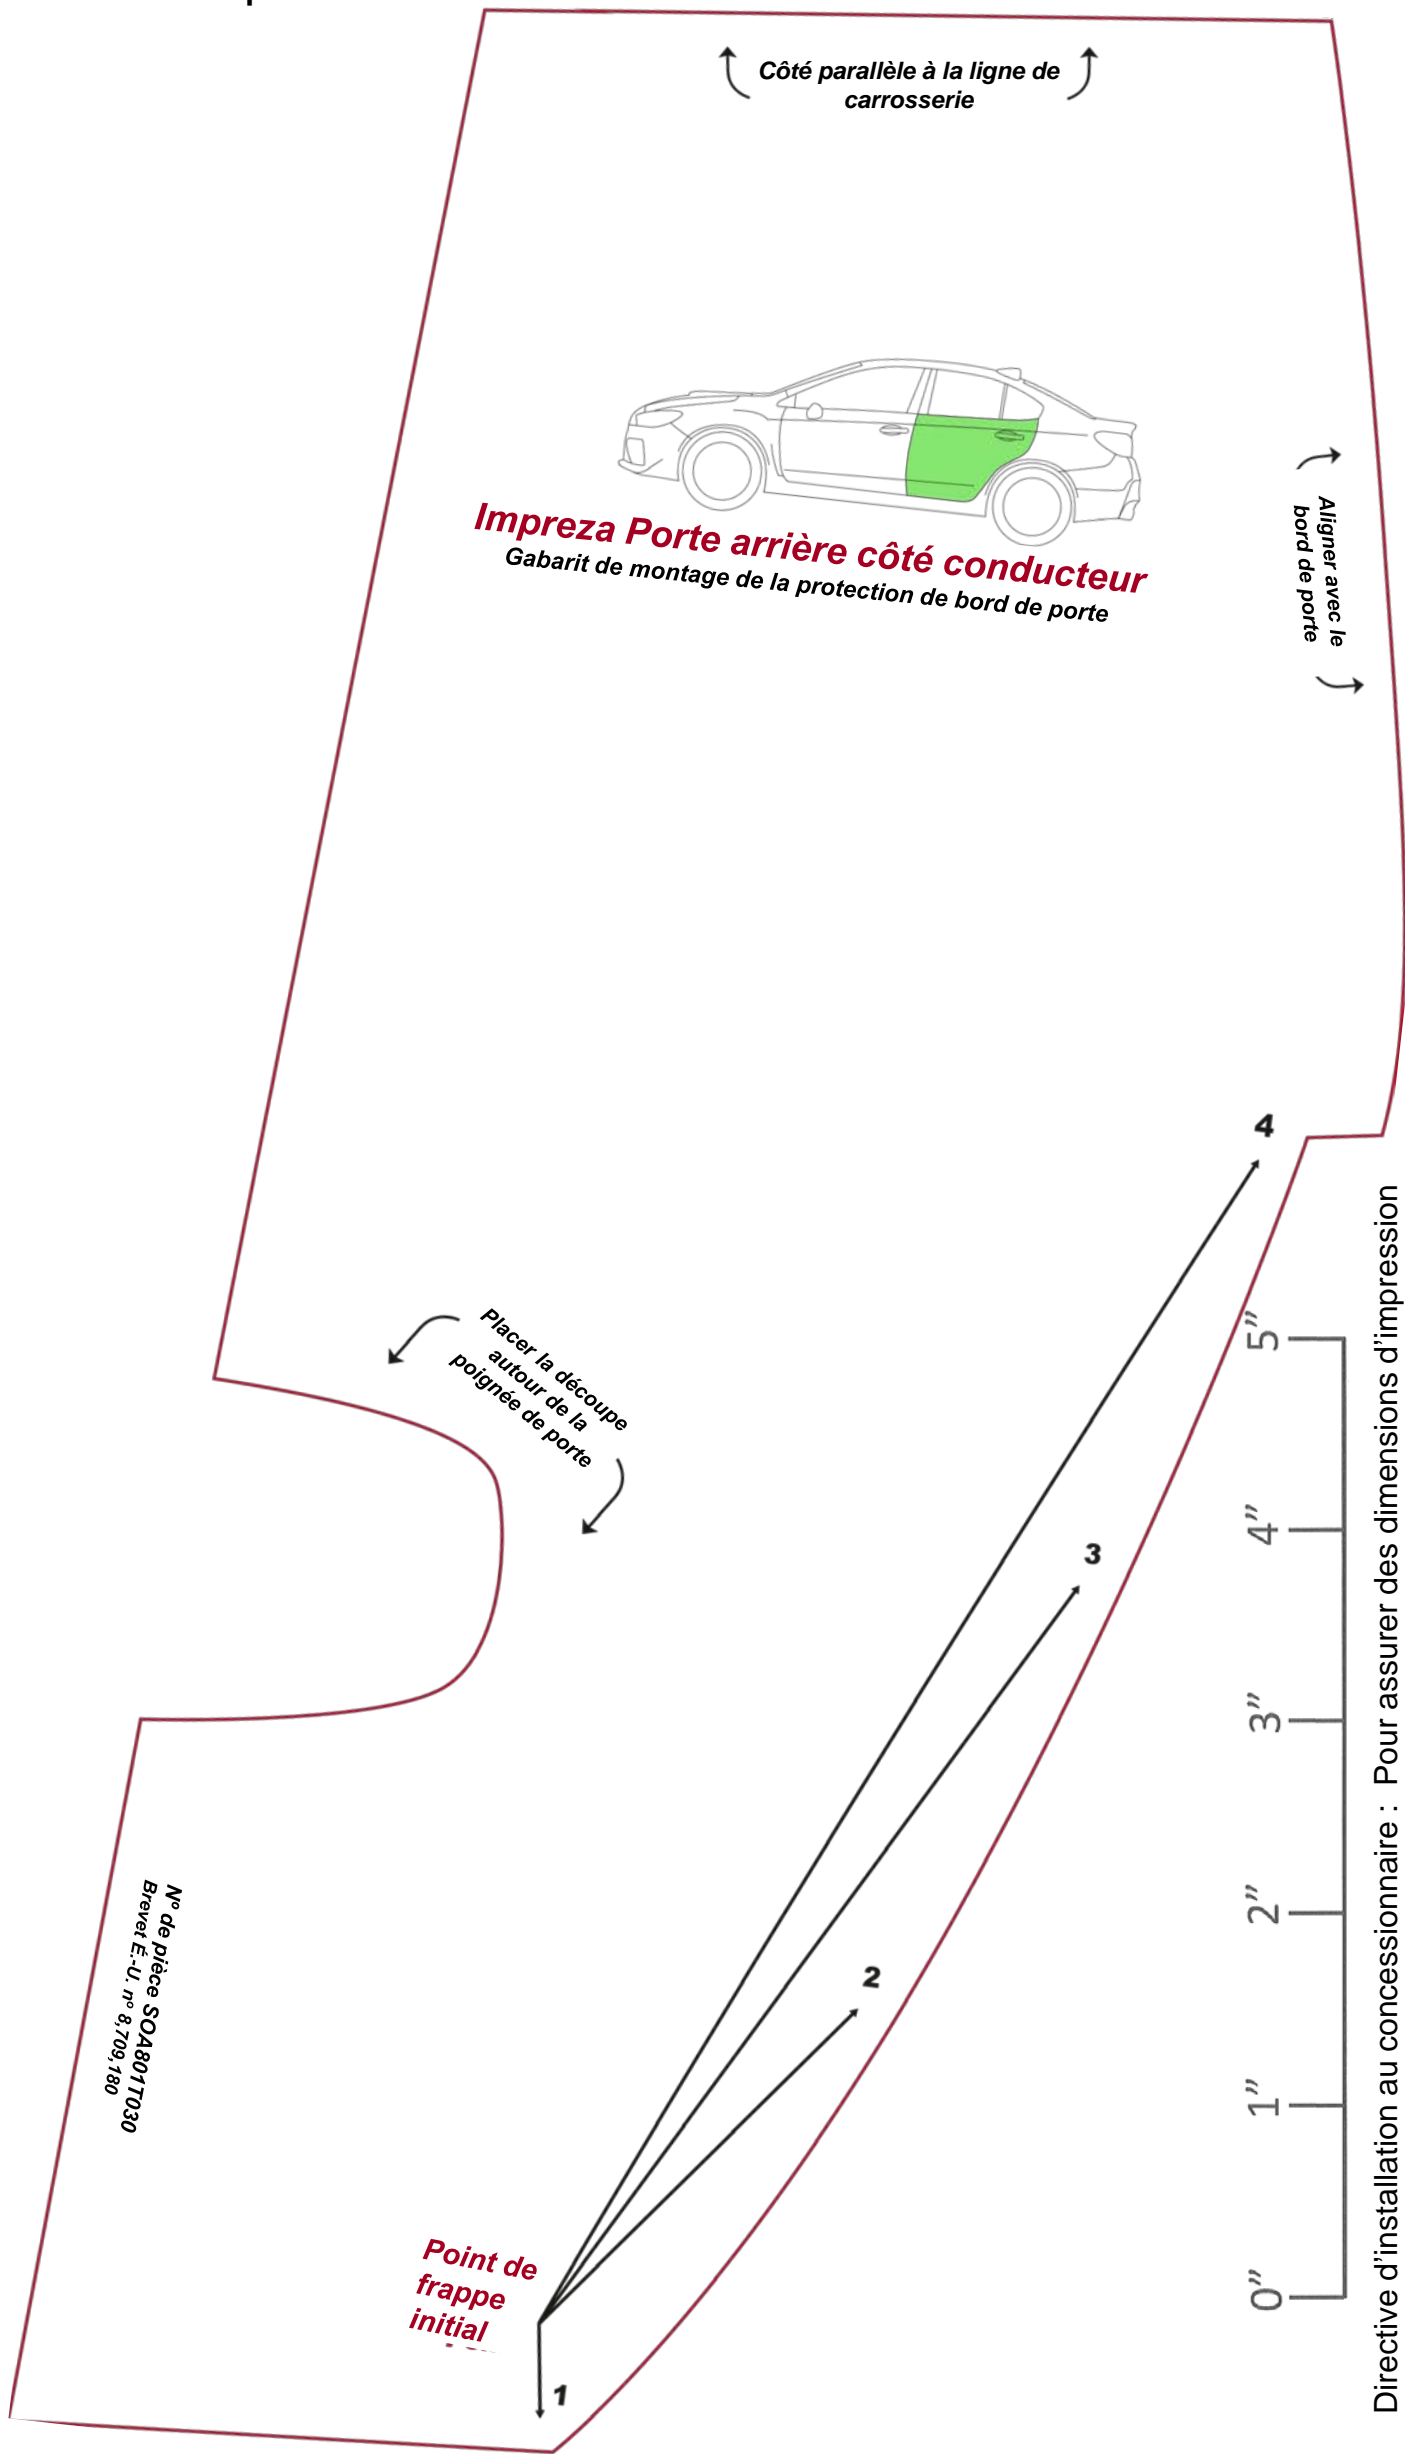 Côté parallèle à la ligne de
carrosserie
Impreza Porte arrière côté conducteur
Gabarit de montage de la protection de bord de porte
Aligner avec le
bord de porte
4
Placer la découpe
autour de la
poignée de porte
3
2
Nº de pièce SOA801T030
Brevet É.-U. nº 8,709,180
Point de
frappe
initial
1
5”
4”
3”
2”
1”
0”
Directive d’installation au concessionnaire : Pour assurer des dimensions d’impression